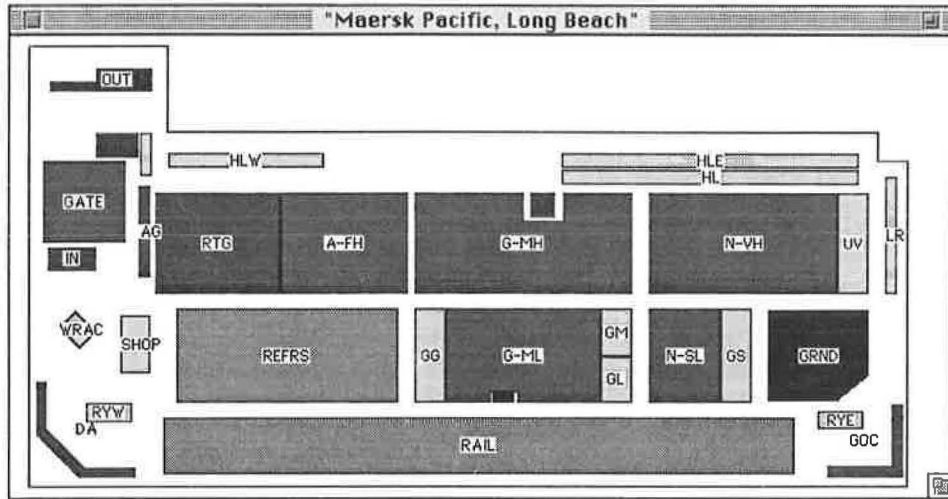 "Maersk Pacific, Long Beach"
OUT
HLW
HLE
HL
GATE
AG
LR
RTG
A-FH
G-MH
N-VH
UV
IN
WRAC
SHOP
REFRS
GG
G-ML
GM
GL
N-SL
GS
GRND
RYW
DA
RYE
GOC
RAIL